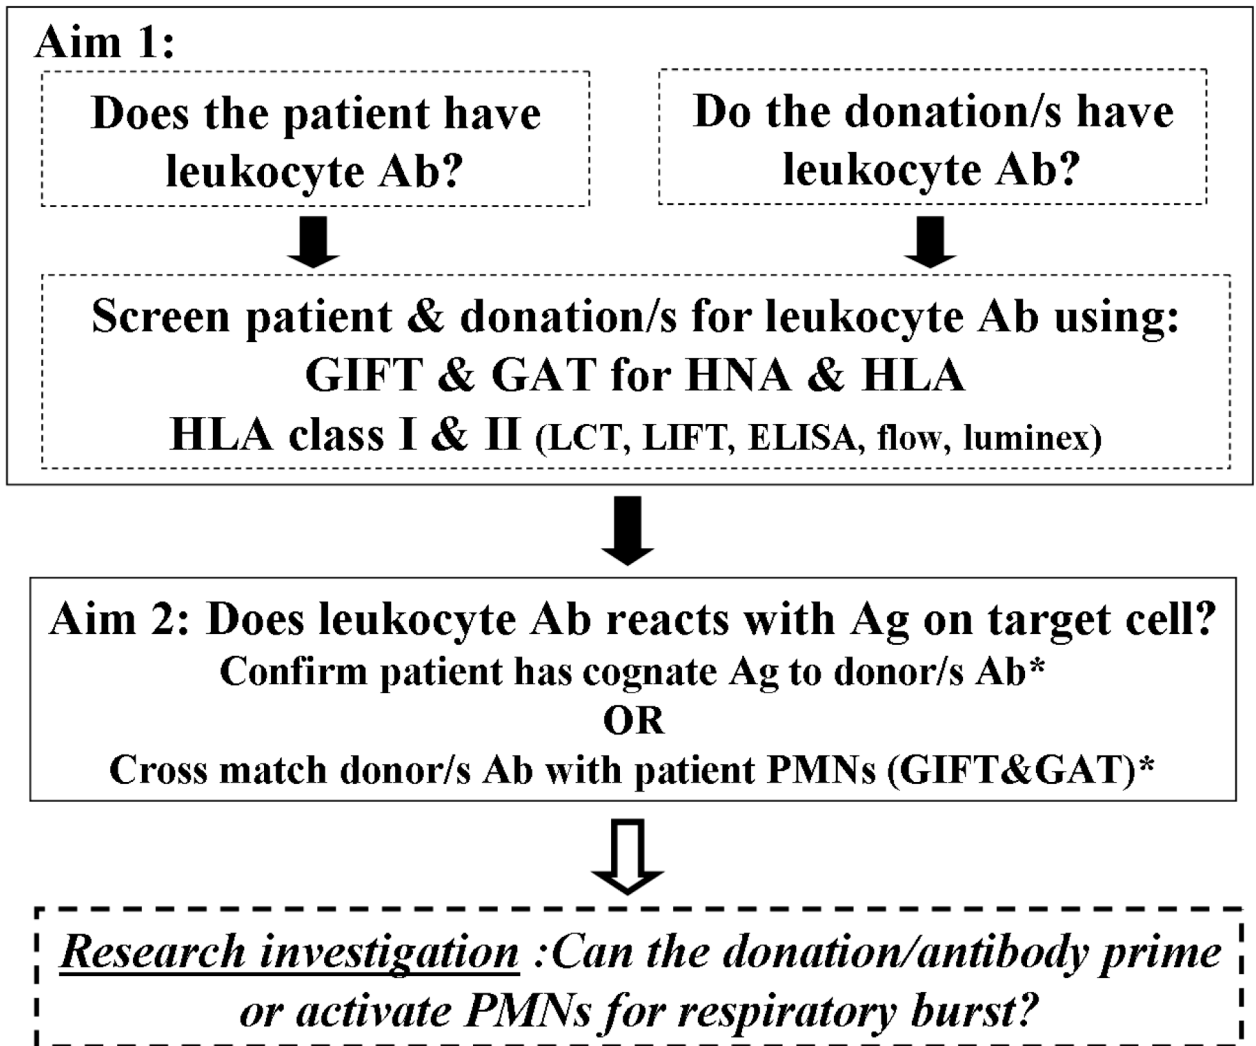 Aim 1:
Does the patient have
leukocyte Ab?
Do the donation/s have
leukocyte Ab?
Screen patient & donation/s for leukocyte Ab using:
GIFT & GAT for HNA & HLA
HLA class I & II (LCT, LIFT, ELISA, flow, luminex)
Aim 2: Does leukocyte Ab reacts with Ag on target cell?
Confirm patient has cognate Ag to donor/s Ab*
OR
Cross match donor/s Ab with patient PMNs (GIFT&GAT)*
Research investigation :Can the donation/antibody prime
or activate PMNs for respiratory burst?